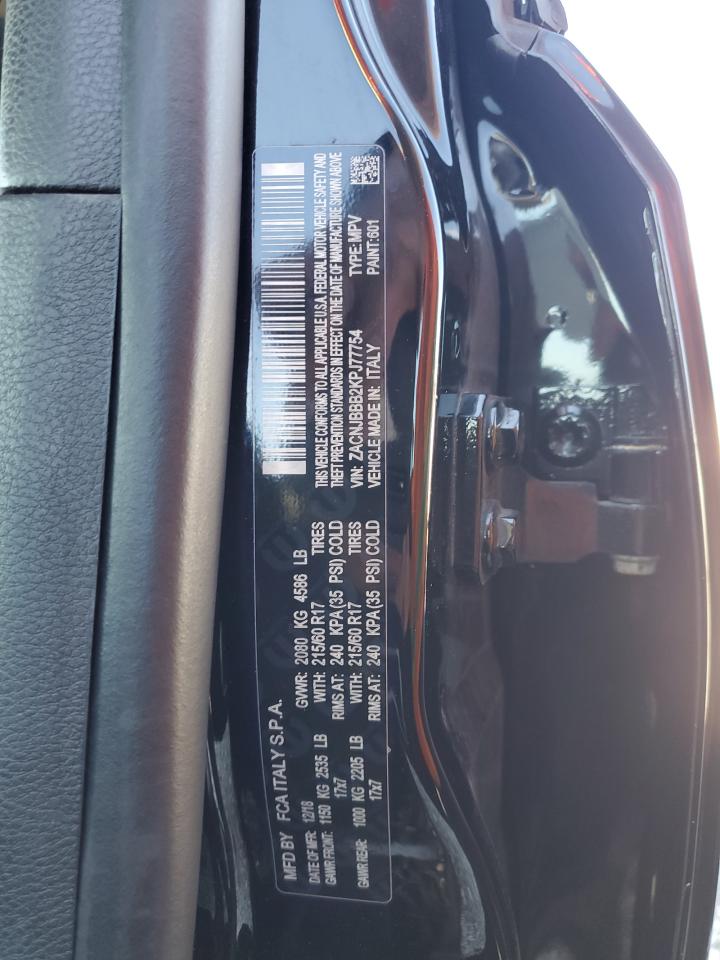 MFD BY FCA ITALY S.P.A.
DATE OF MFR: 12/18 GVWR: 2080 KG 4586 LB
GAWR FRONT: 1150 KG 2535 LB WITH: 215/60 R17 TIRES
17x7 RIMS AT: 240 KPA(35 PSI) COLD
GAWR REAR: 1000 KG 2205 LB WITH: 215/60 R17 TIRES
17x7 RIMS AT: 240 KPA(35 PSI) COLD
THIS VEHICLE CONFORMS TO ALL APPLICABLE U.S.A. FEDERAL MOTOR VEHICLE SAFETY AND
THEFT PREVENTION STANDARDS IN EFFECT ON THE DATE OF MANUFACTURE SHOWN ABOVE
VIN: ZACNJBBB2KPJ77754 TYPE: MPV
VEHICLE MADE IN: ITALY PAINT:601